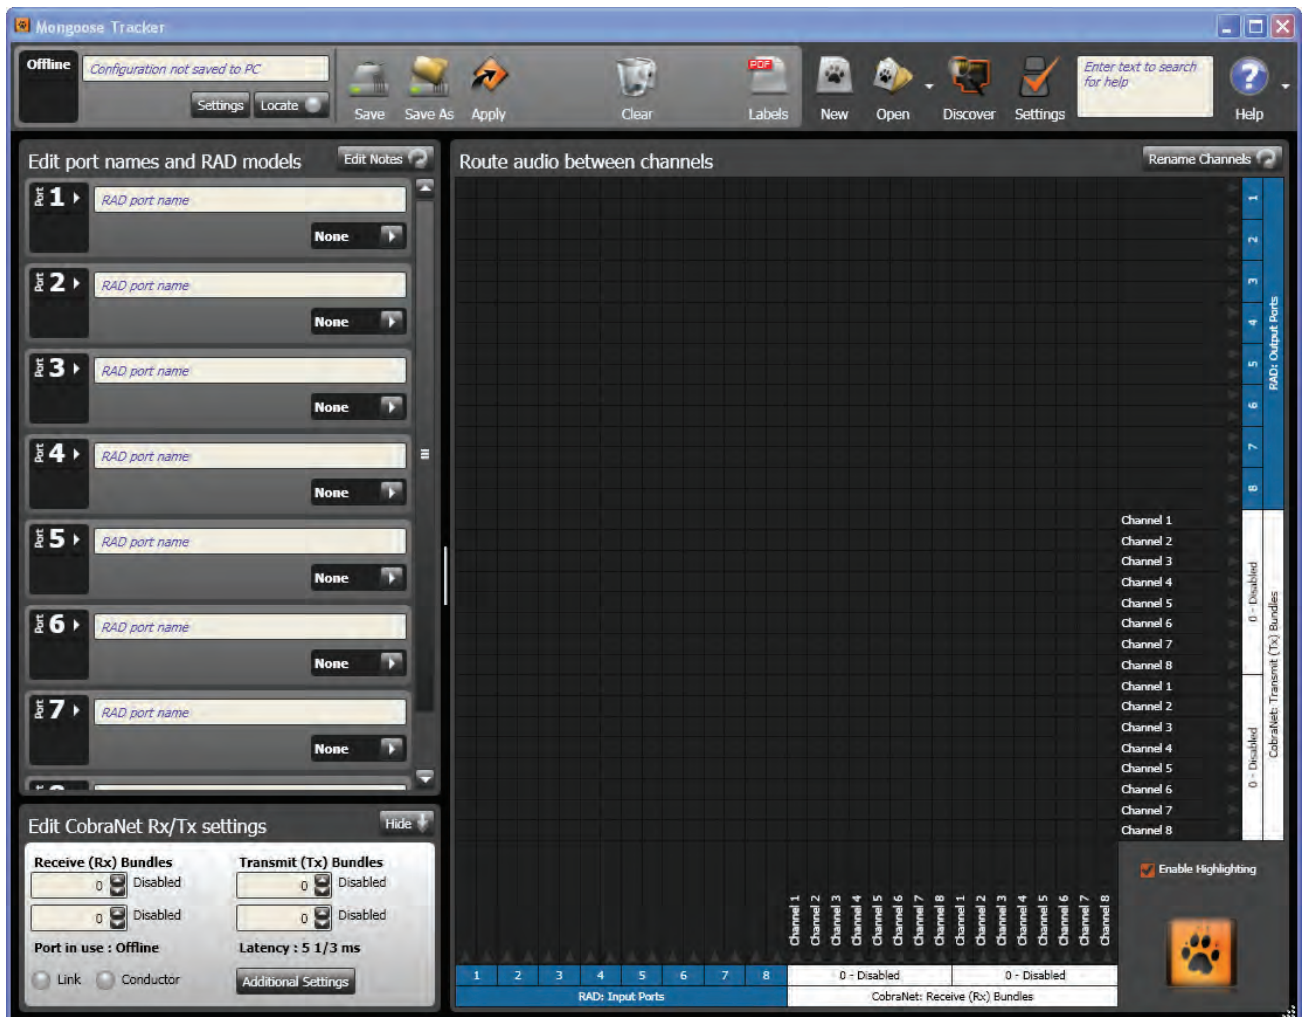 Mongoose Tracker
Offline
Configuration not saved to PC
Settings
Locate
Save
Save As
Apply
Clear
PDF
Labels
New
Open
Discover
Settings
Enter text to search
for help
?
Help
Edit port names and RAD models
Edit Notes
Port 1
RAD port name
None
Port 2
RAD port name
None
Port 3
RAD port name
None
Port 4
RAD port name
None
Port 5
RAD port name
None
Port 6
RAD port name
None
Port 7
RAD port name
None
Edit CobraNet Rx/Tx settings
Hide
Receive (Rx) Bundles
0 Disabled
0 Disabled
Port in use : Offline
Link
Conductor
Transmit (Tx) Bundles
0 Disabled
0 Disabled
Latency : 5 1/3 ms
Additional Settings
Route audio between channels
Rename Channels
1
2
3
4
5
6
7
8
RAD: Output Ports
Channel 1
Channel 2
Channel 3
Channel 4
Channel 5
Channel 6
Channel 7
Channel 8
Channel 1
Channel 2
Channel 3
Channel 4
Channel 5
Channel 6
Channel 7
Channel 8
0 - Disabled
0 - Disabled
CobraNet: Transmit (Tx) Bundles
Enable Highlighting
Channel 1
Channel 2
Channel 3
Channel 4
Channel 5
Channel 6
Channel 7
Channel 8
Channel 1
Channel 2
Channel 3
Channel 4
Channel 5
Channel 6
Channel 7
Channel 8
1 2 3 4 5 6 7 8
0 - Disabled
0 - Disabled
RAD: Input Ports
CobraNet: Receive (Rx) Bundles